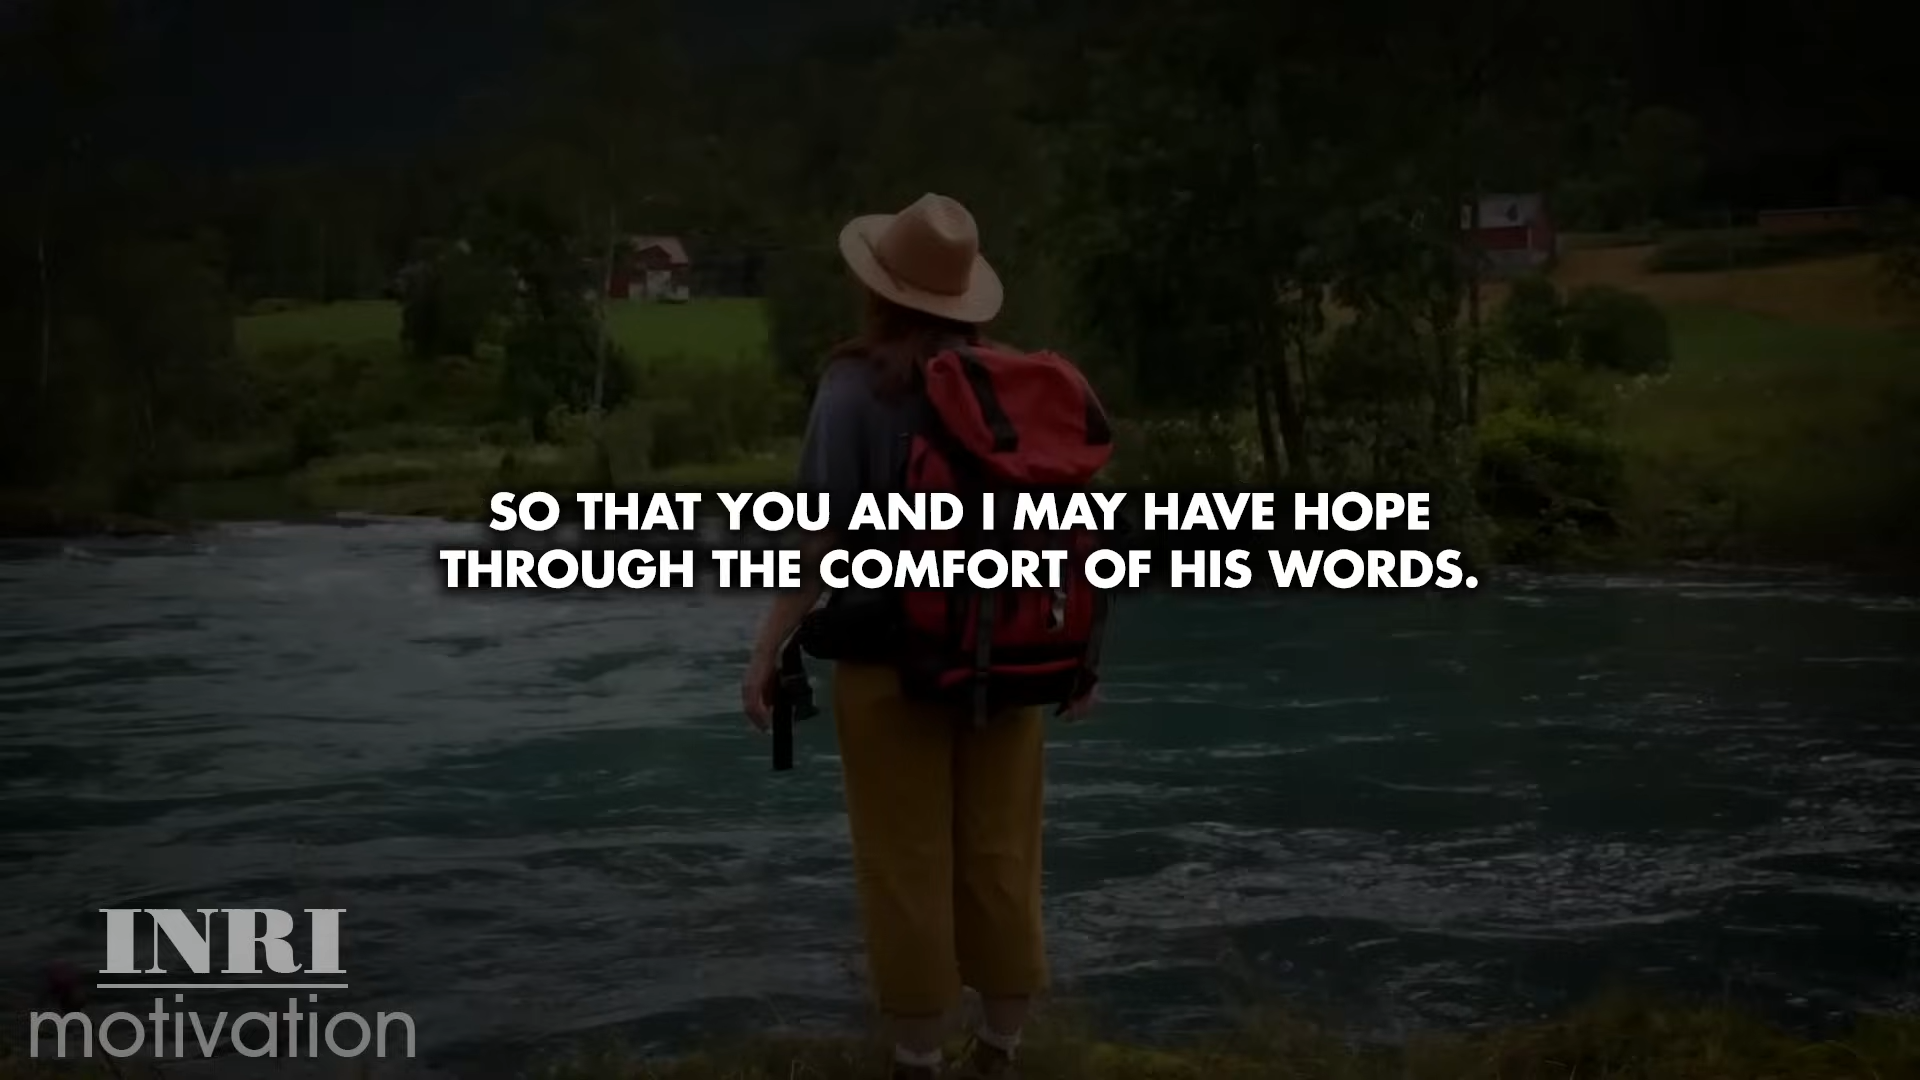 SO THAT YOU AND I MAY HAVE HOPE
THROUGH THE COMFORT OF HIS WORDS.
INRI
motivation